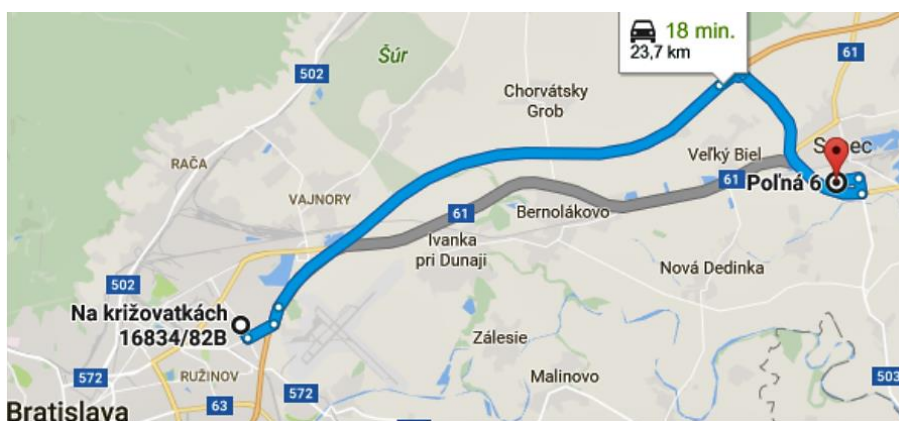 18 min.
23,7 km
61
Šúr
502
Chorvátsky
Grob
RAČA
Veľký Biel
61
Poľná 6
VAJNORY
61
Bernolákovo
Ivanka
pri Dunaji
Nová Dedinka
502
Na križovatkách
16834/82B
Zálesie
RUŽINOV
572
572
Malinovo
503
63
Bratislava